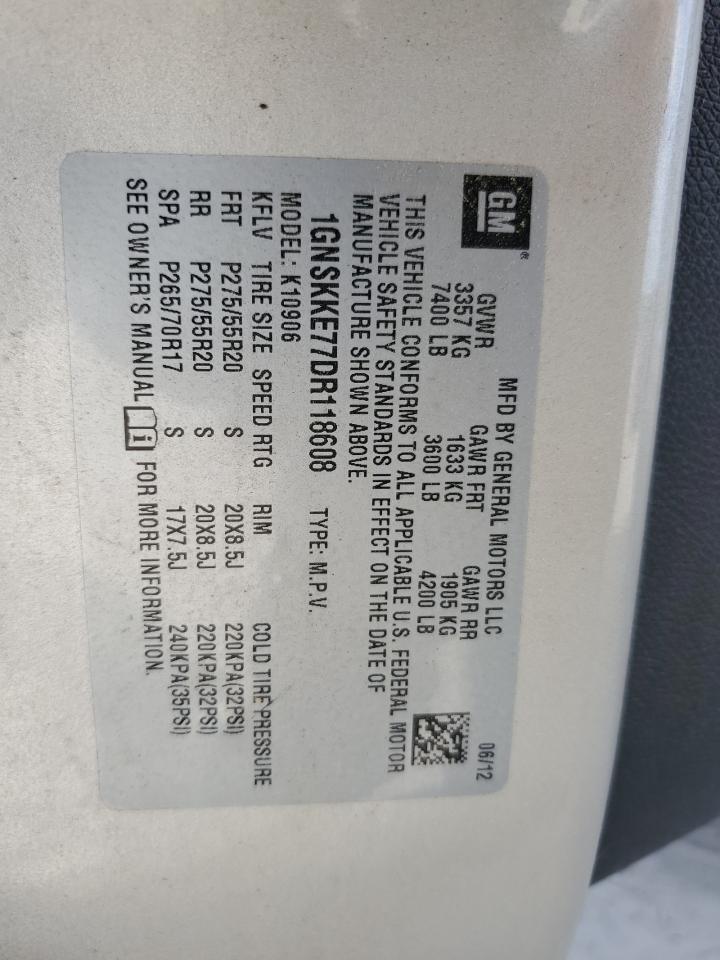 GM®
MFD BY GENERAL MOTORS LLC 06/12
GVWR GAWR FRT GAWR RR
3357 KG 1633 KG 1905 KG
7400 LB 3600 LB 4200 LB
THIS VEHICLE CONFORMS TO ALL APPLICABLE U.S. FEDERAL MOTOR
VEHICLE SAFETY STANDARDS IN EFFECT ON THE DATE OF
MANUFACTURE SHOWN ABOVE.
1GNSKKE77DR118608 TYPE: M.P.V.
MODEL: K10906
KFLV TIRE SIZE SPEED RTG RIM COLD TIRE PRESSURE
FRT P275/55R20 S 20X8.5J 220KPA(32PSI)
RR P275/55R20 S 20X8.5J 220KPA(32PSI)
SPA P265/70R17 S 17X7.5J 240KPA(35PSI)
SEE OWNER'S MANUAL i FOR MORE INFORMATION.